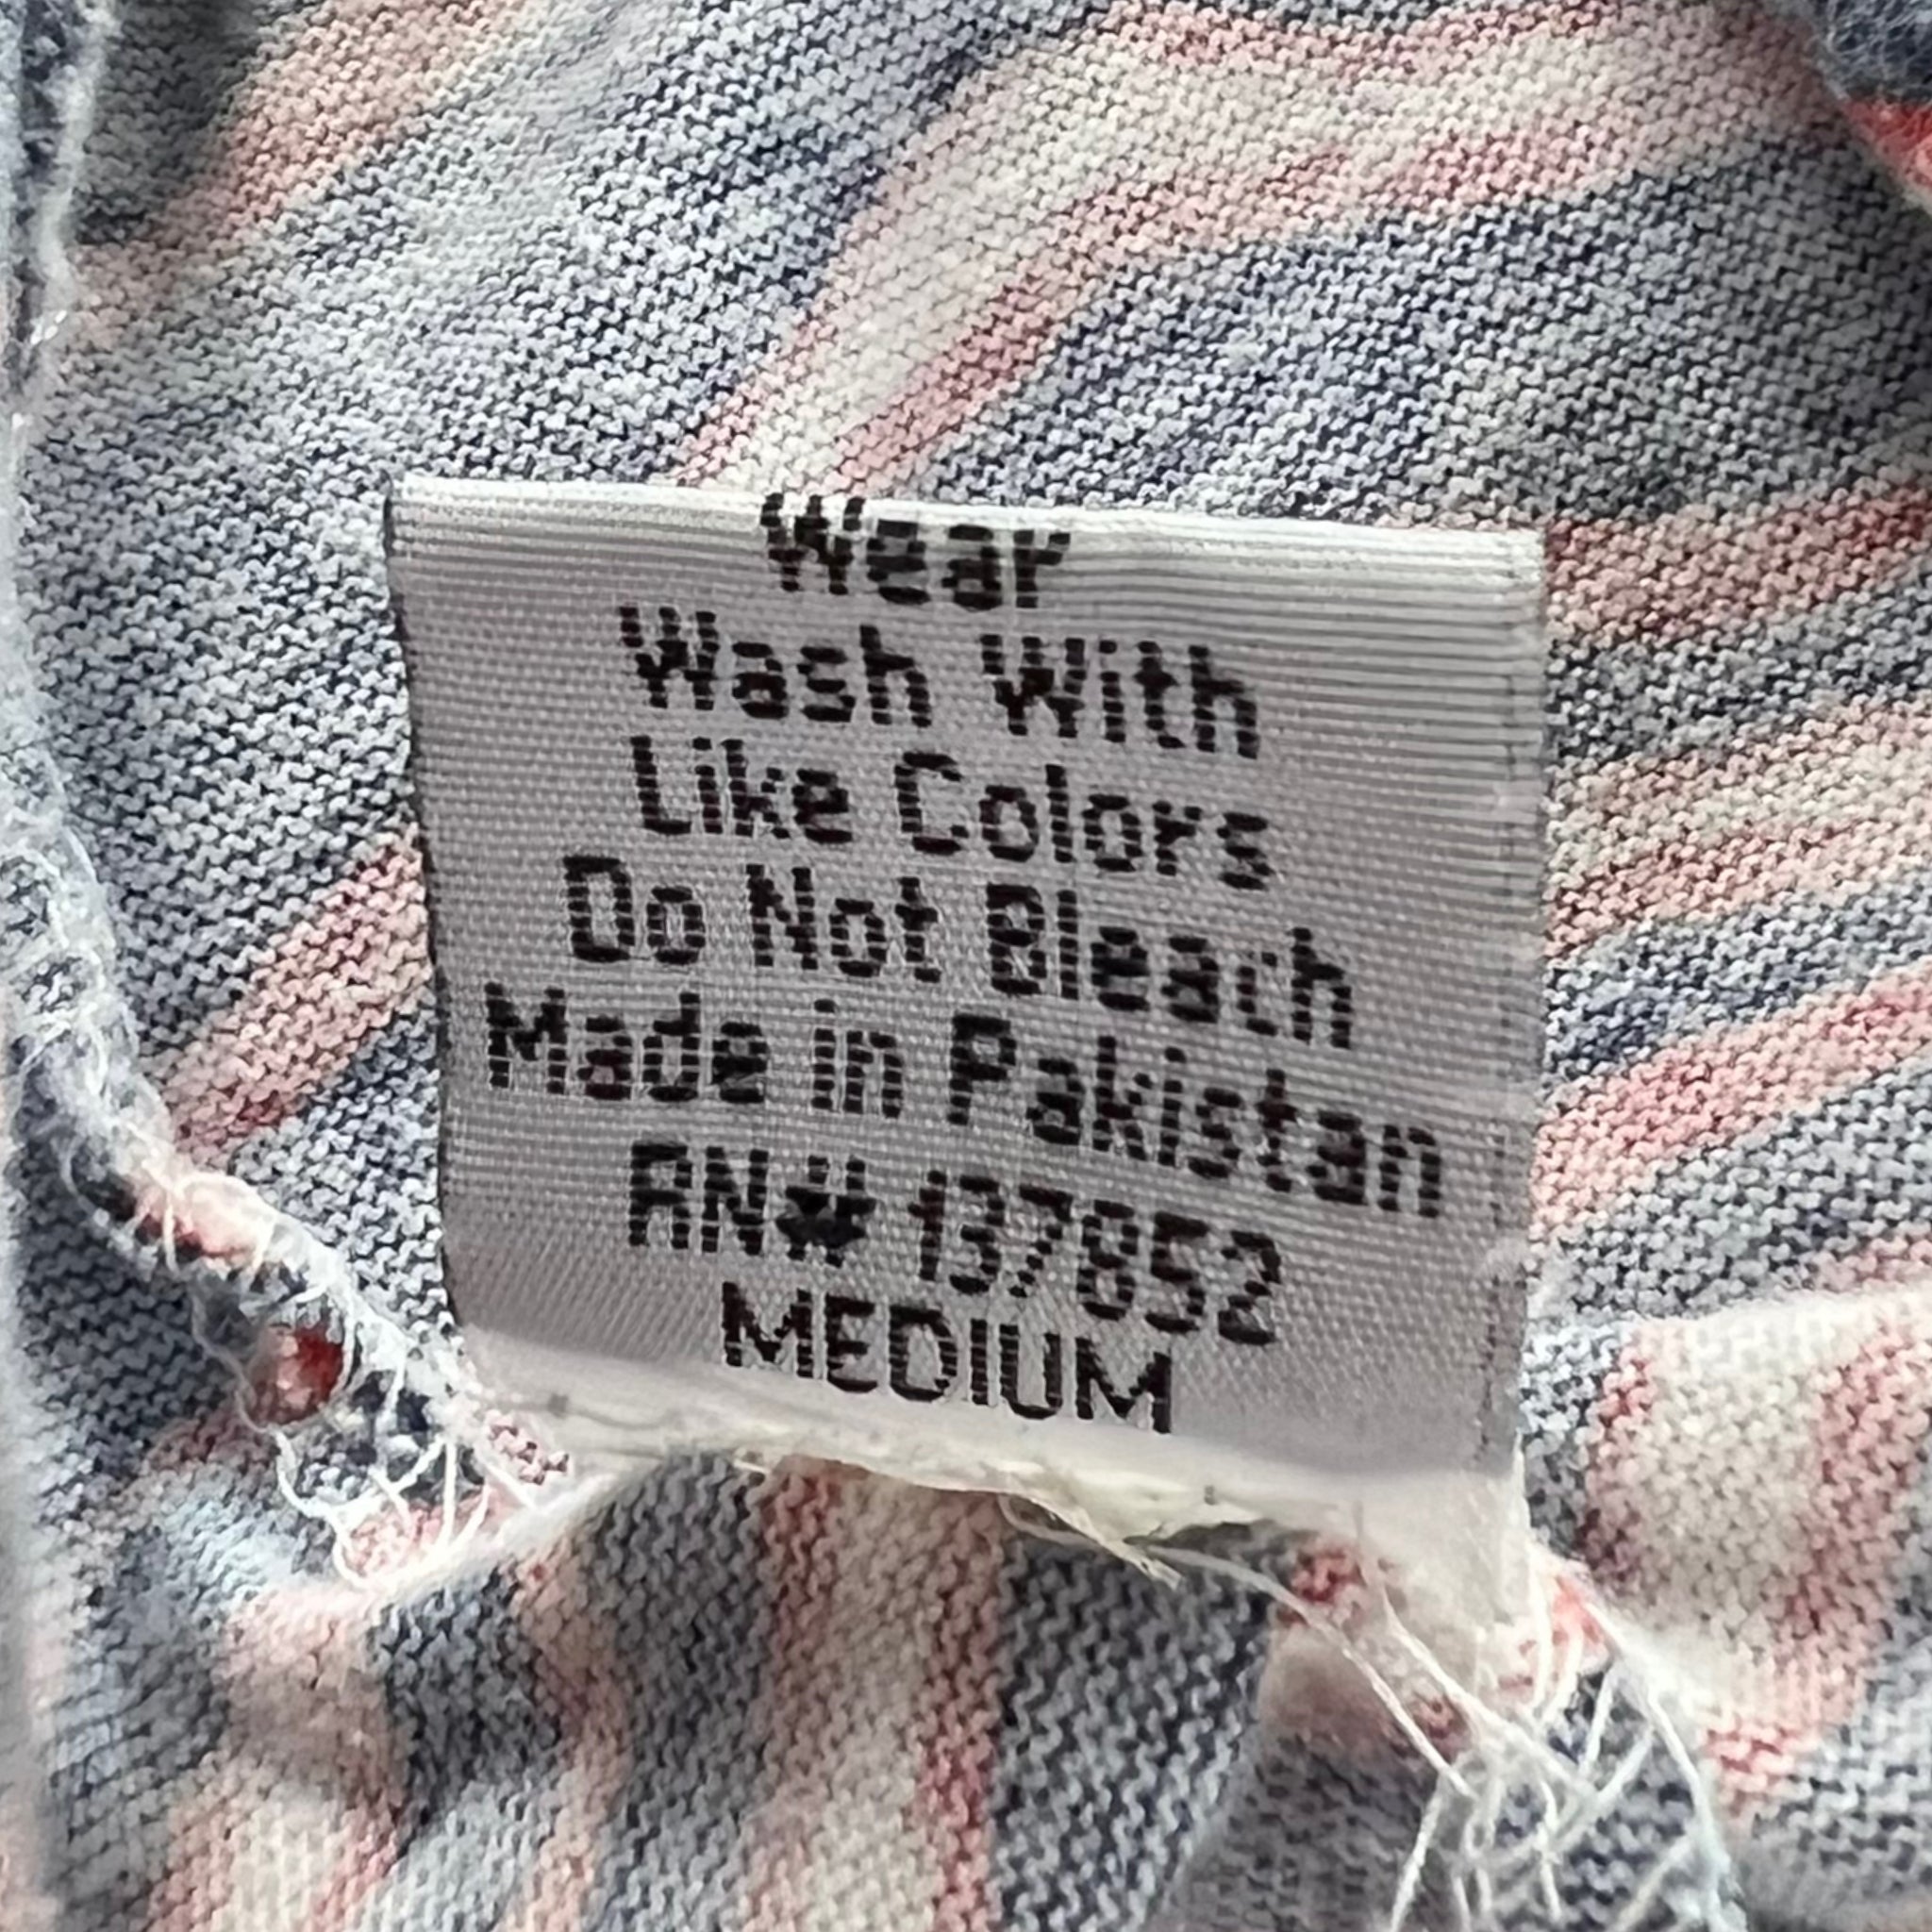 Wear
Wash With
Like Colors
Do Not Bleach
Made in Pakistan
RN# 137852
MEDIUM